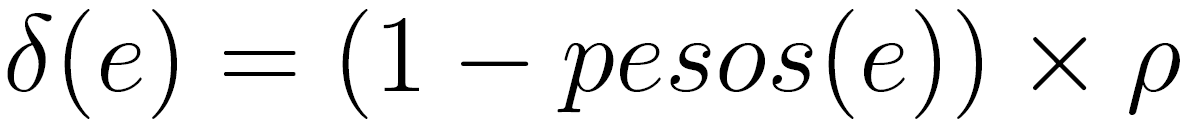 δ(e) = (1 − pesos(e)) × ρ